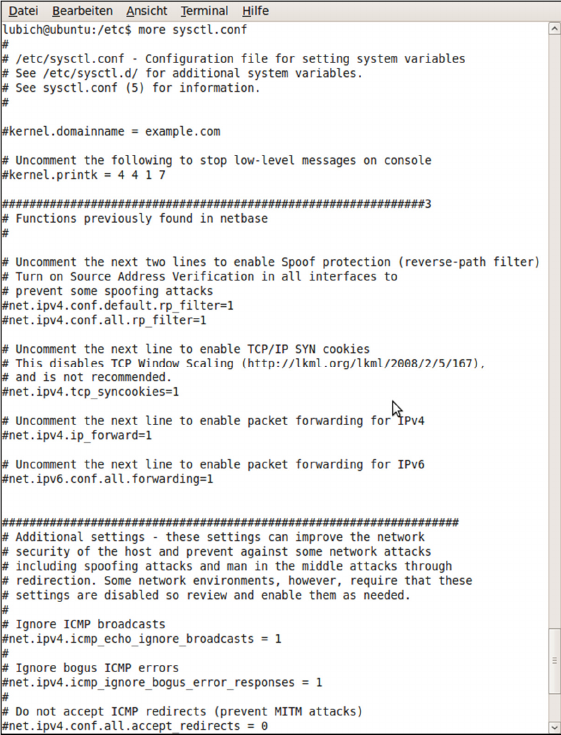 Datei Bearbeiten Ansicht Terminal Hilfe
lubich@ubuntu:/etc$ more sysctl.conf
#
# /etc/sysctl.conf - Configuration file for setting system variables
# See /etc/sysctl.d/ for additional system variables.
# See sysctl.conf (5) for information.
#
#kernel.domainname = example.com
# Uncomment the following to stop low-level messages on console
#kernel.printk = 4 4 1 7
##############################################################3
# Functions previously found in netbase
#
# Uncomment the next two lines to enable Spoof protection (reverse-path filter)
# Turn on Source Address Verification in all interfaces to
# prevent some spoofing attacks
#net.ipv4.conf.default.rp_filter=1
#net.ipv4.conf.all.rp_filter=1
# Uncomment the next line to enable TCP/IP SYN cookies
# This disables TCP Window Scaling (http://lkml.org/lkml/2008/2/5/167),
# and is not recommended.
#net.ipv4.tcp_syncookies=1
# Uncomment the next line to enable packet forwarding for IPv4
#net.ipv4.ip_forward=1
# Uncomment the next line to enable packet forwarding for IPv6
#net.ipv6.conf.all.forwarding=1
###################################################################
# Additional settings - these settings can improve the network
# security of the host and prevent against some network attacks
# including spoofing attacks and man in the middle attacks through
# redirection. Some network environments, however, require that these
# settings are disabled so review and enable them as needed.
#
# Ignore ICMP broadcasts
#net.ipv4.icmp_echo_ignore_broadcasts = 1
#
# Ignore bogus ICMP errors
#net.ipv4.icmp_ignore_bogus_error_responses = 1
#
# Do not accept ICMP redirects (prevent MITM attacks)
#net.ipv4.conf.all.accept_redirects = 0